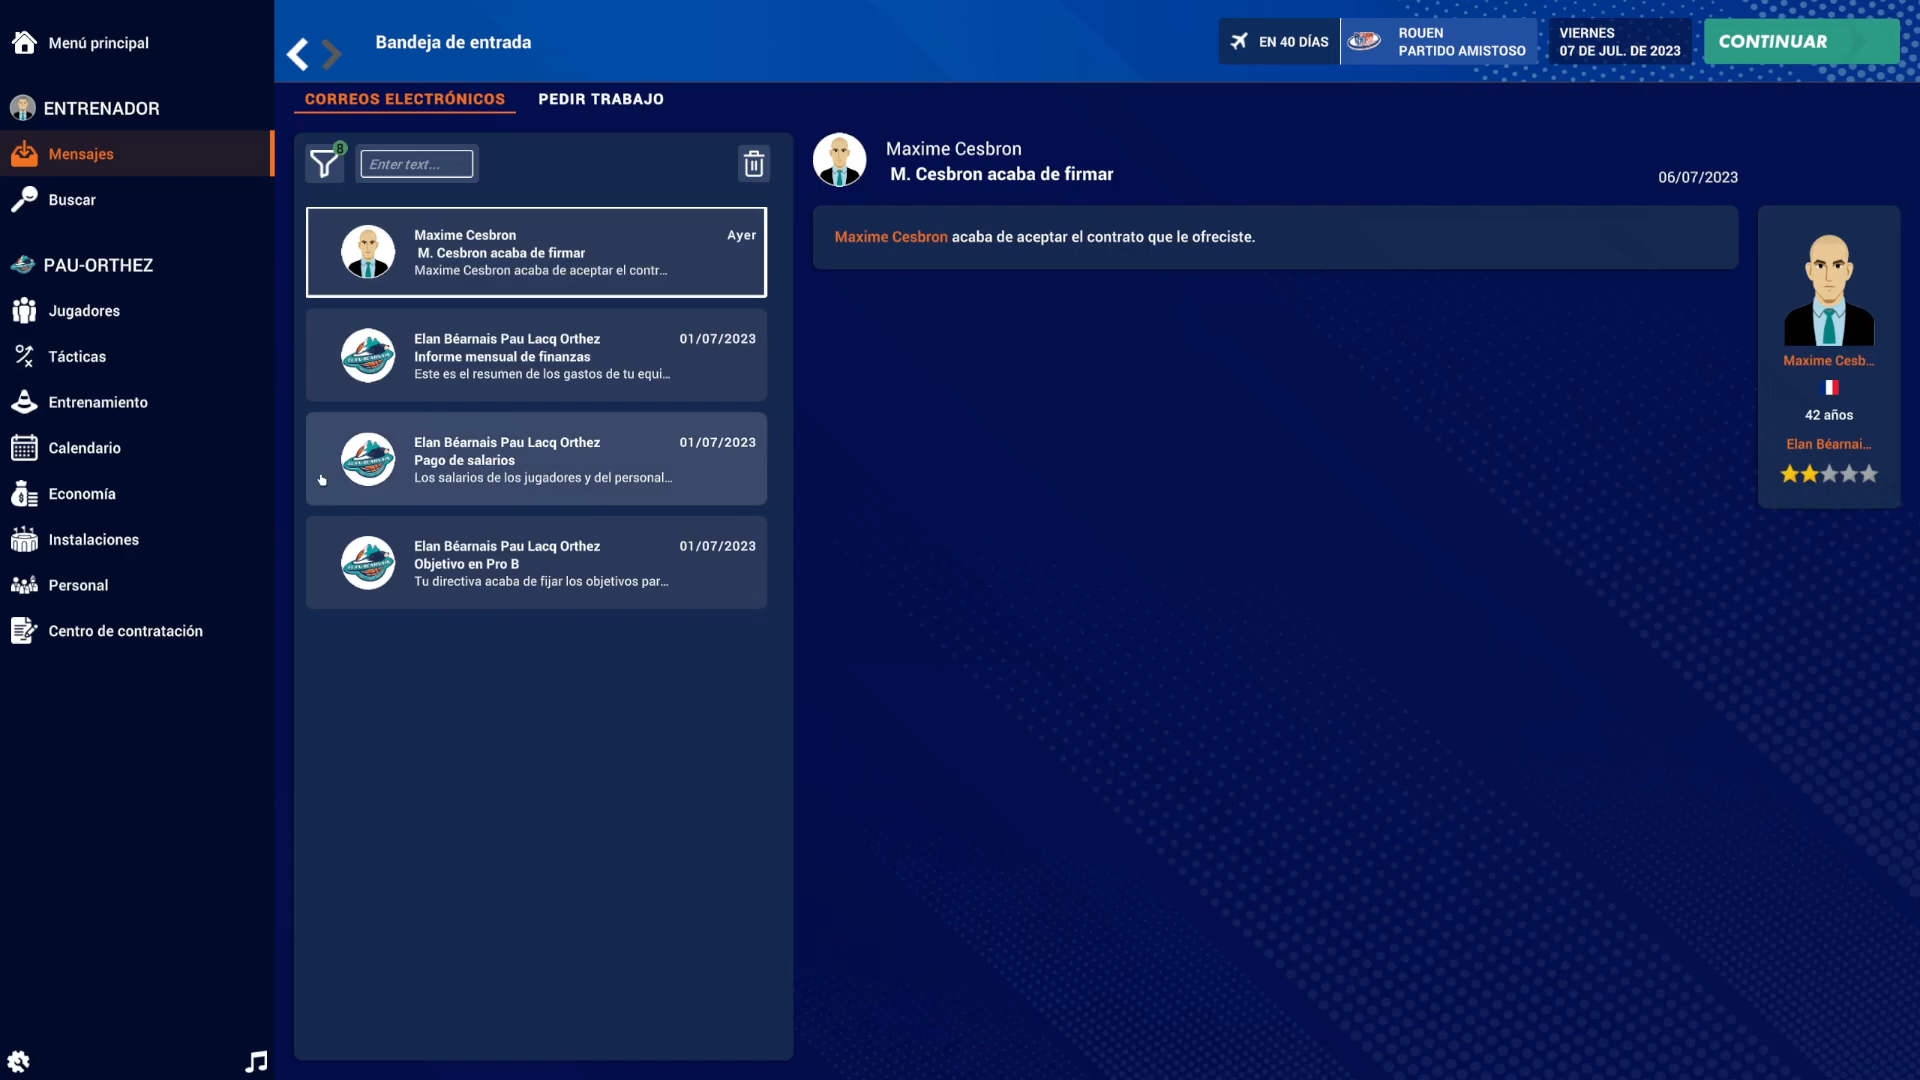 Menú principal
ENTRENADOR
Mensajes
Buscar
PAU-ORTHEZ
Jugadores
Tácticas
Entrenamiento
Calendario
Economía
Instalaciones
Personal
Centro de contratación
Bandeja de entrada
EN 40 DÍAS
ROUEN
PARTIDO AMISTOSO
VIERNES
07 DE JUL. DE 2023
CONTINUAR
CORREOS ELECTRÓNICOS
PEDIR TRABAJO
8
Enter text...
Maxime Cesbron
Ayer
M. Cesbron acaba de firmar
Maxime Cesbron acaba de aceptar el contr...
Elan Béarnais Pau Lacq Orthez
01/07/2023
Informe mensual de finanzas
Este es el resumen de los gastos de tu equi...
Elan Béarnais Pau Lacq Orthez
01/07/2023
Pago de salarios
Los salarios de los jugadores y del personal...
Elan Béarnais Pau Lacq Orthez
01/07/2023
Objetivo en Pro B
Tu directiva acaba de fijar los objetivos par...
Maxime Cesbron
M. Cesbron acaba de firmar
06/07/2023
Maxime Cesbron acaba de aceptar el contrato que le ofreciste.
Maxime Cesb...
42 años
Elan Béarnai...